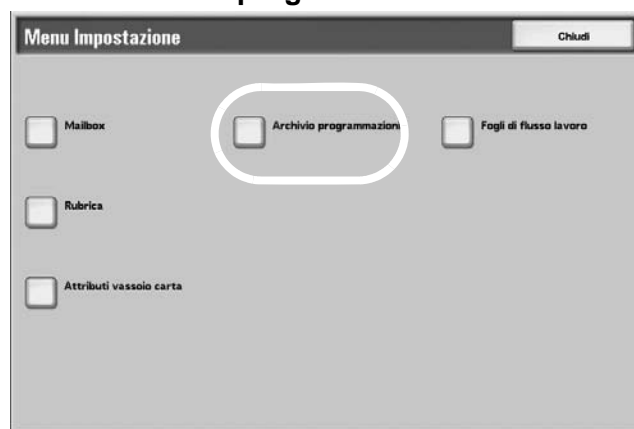 Menu Impostazione
Chiudi
Mailbox
Archivio programmazioni
Fogli di flusso lavoro
Rubrica
Attributi vassoio carta